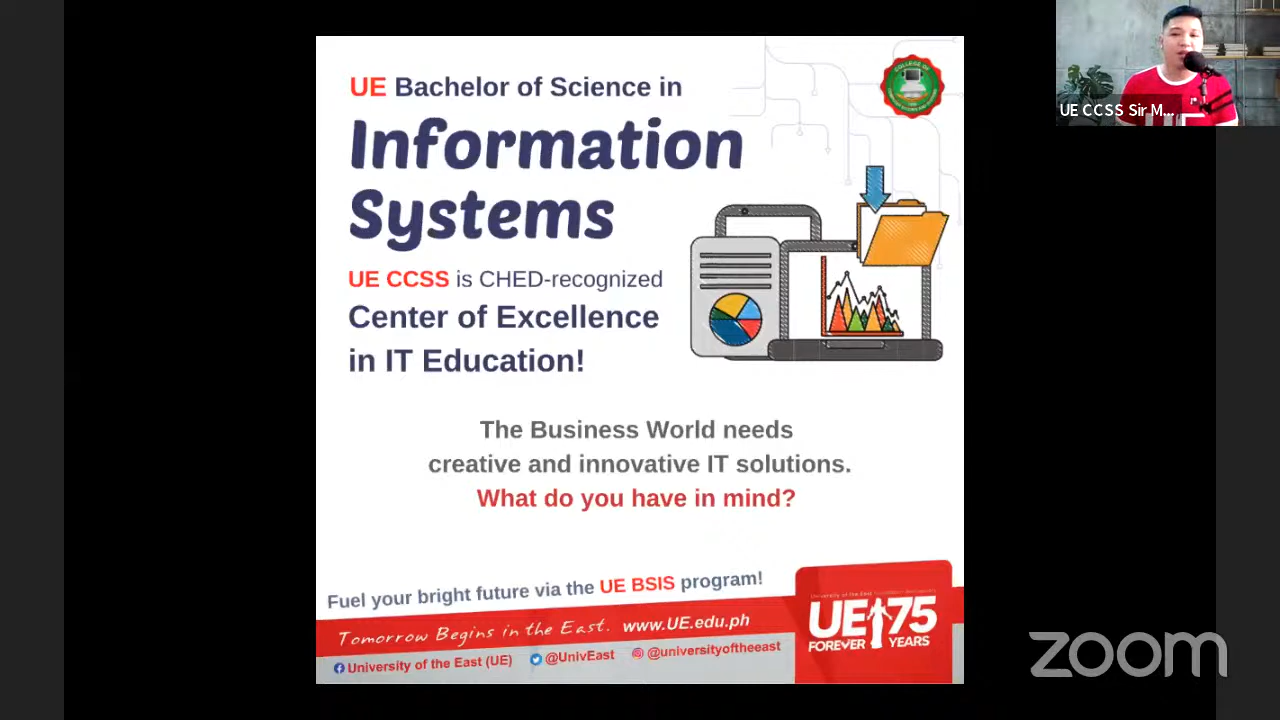 UE Bachelor of Science in
Information
Systems
UE CCSS is CHED-recognized
Center of Excellence
in IT Education!
The Business World needs
creative and innovative IT solutions.
What do you have in mind?
Fuel your bright future via the UE BSIS program!
Tomorrow Begins in the East. www.UE.edu.ph
University of the East (UE) @UnivEast @universityoftheeast
UE 75
FOREVER YEARS
UE CCSS Sir M...
zoom